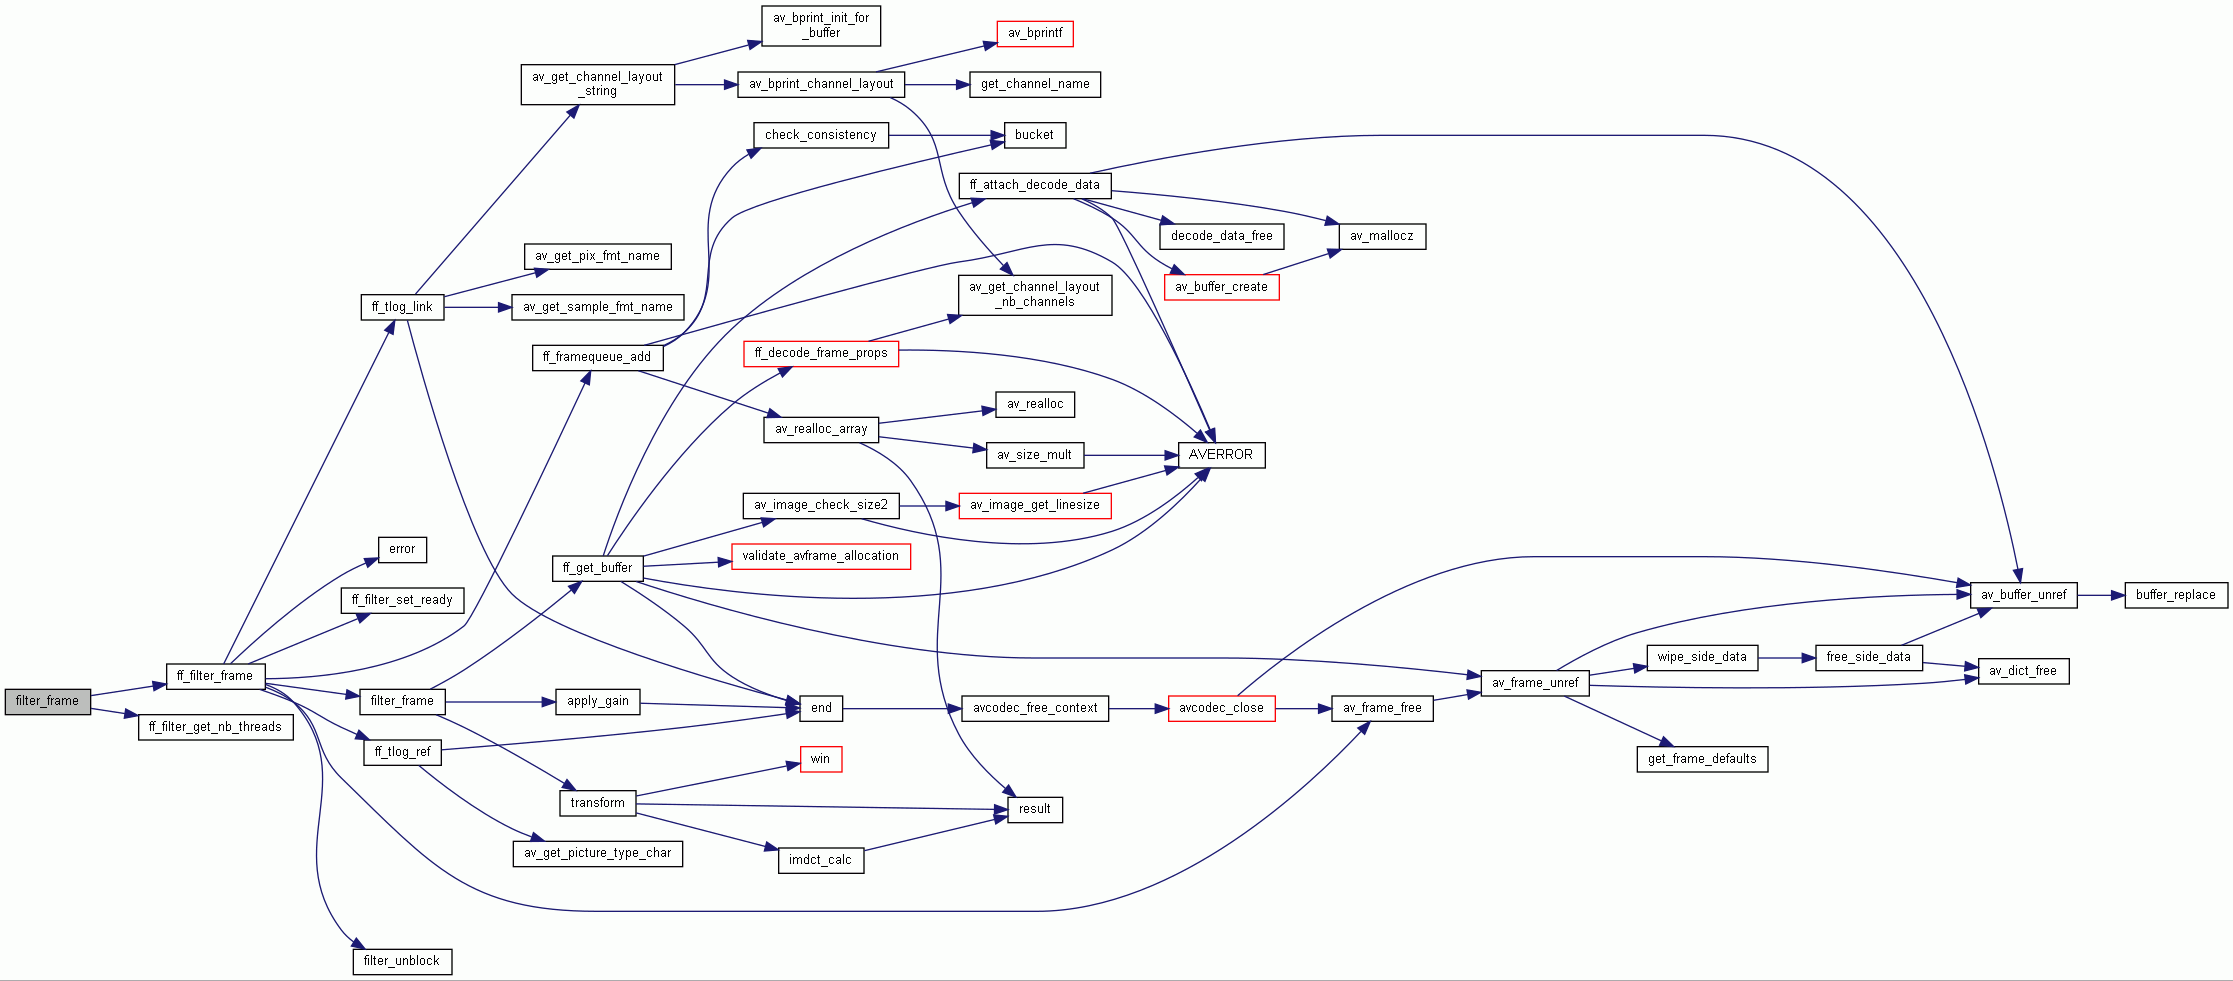 av_bprint_init_for
_buffer
av_bprintf
av_get_channel_layout
_string
av_bprint_channel_layout
get_channel_name
check_consistency
bucket
ff_attach_decode_data
decode_data_free
av_mallocz
av_get_pix_fmt_name
av_buffer_create
av_get_channel_layout
_nb_channels
ff_tlog_link
av_get_sample_fmt_name
ff_framequeue_add
ff_decode_frame_props
av_realloc
av_realloc_array
av_size_mult
AVERROR
av_image_check_size2
av_image_get_linesize
error
validate_avframe_allocation
ff_get_buffer
ff_filter_set_ready
av_buffer_unref
buffer_replace
wipe_side_data
free_side_data
ff_filter_frame
av_frame_unref
av_dict_free
filter_frame
filter_frame
apply_gain
end
avcodec_free_context
avcodec_close
av_frame_free
ff_filter_get_nb_threads
ff_tlog_ref
win
get_frame_defaults
transform
result
av_get_picture_type_char
imdct_calc
filter_unblock